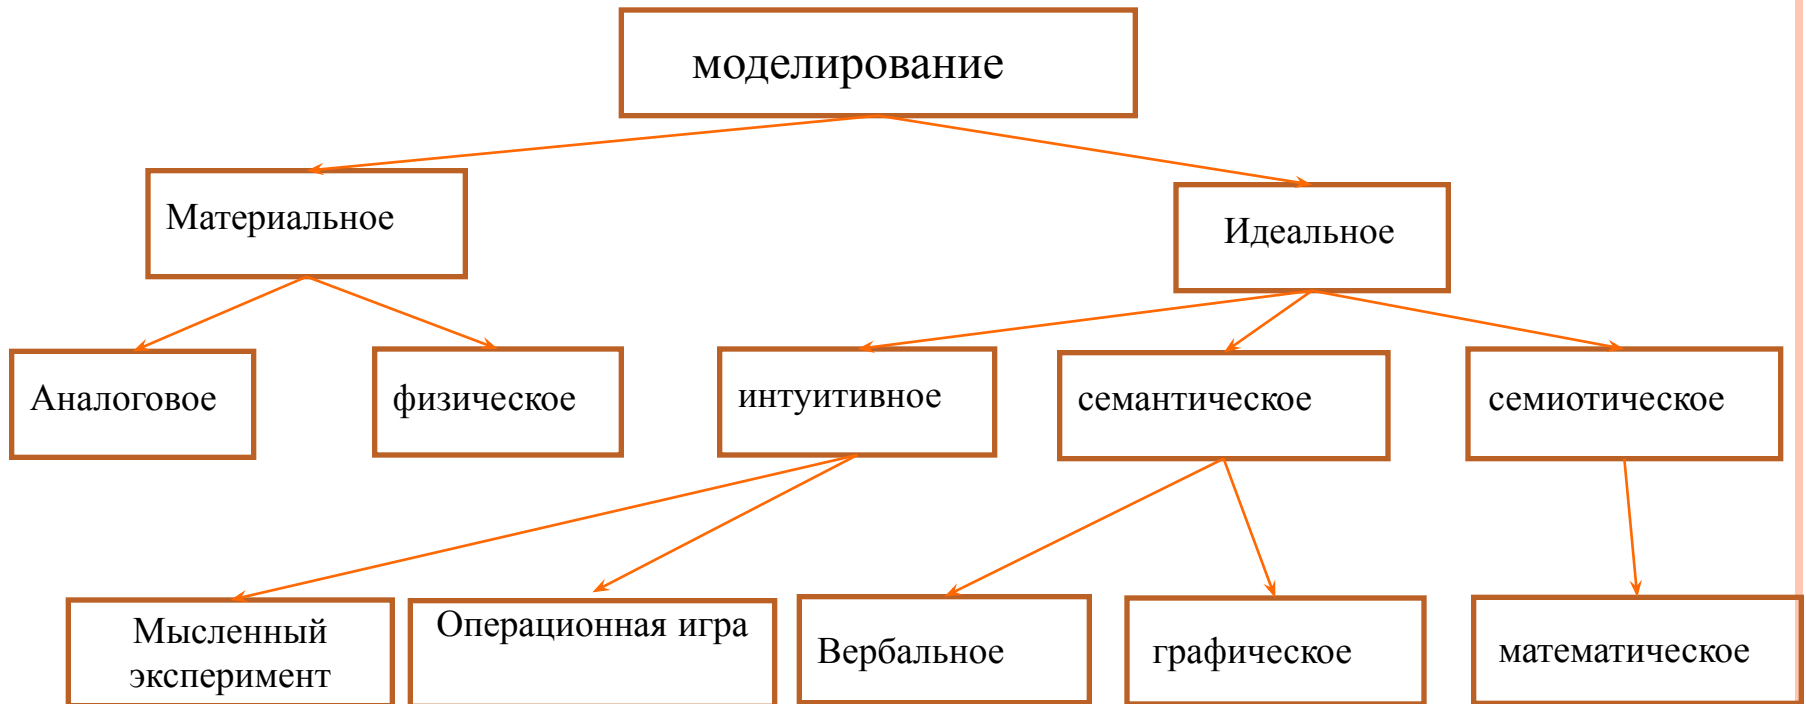 моделирование
Материальное
Идеальное
Аналоговое
физическое
интуитивное
семантическое
семиотическое
Мысленный
эксперимент
Операционная игра
Вербальное
графическое
математическое